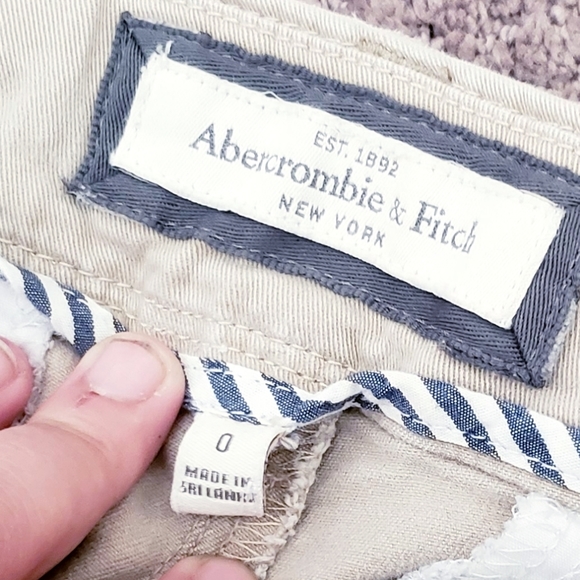 EST. 1892
Abercrombie & Fitch
NEW YORK
0
MADE IN
SRI LANKA